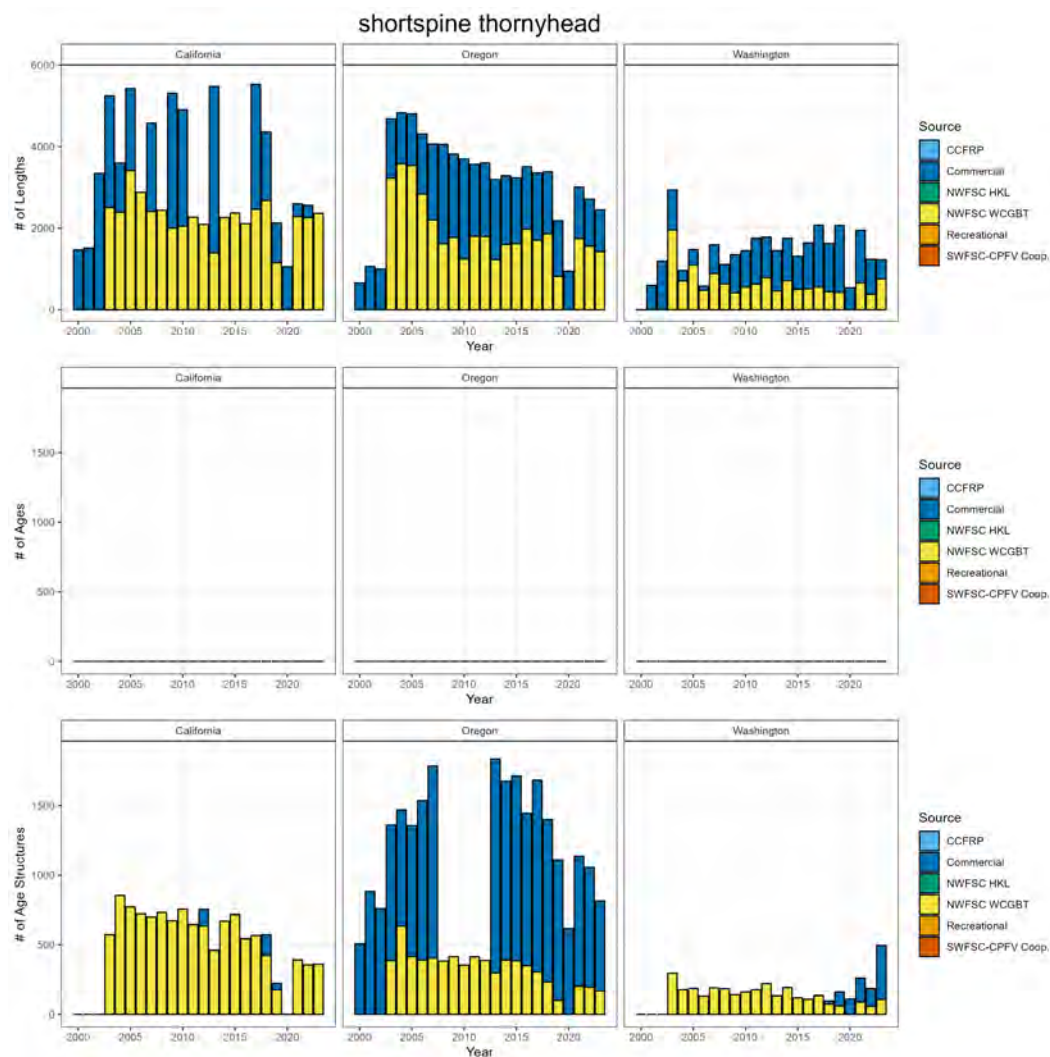 shortspine thornyhead
California Oregon Washington
6000
4000
2000
0
# of Lengths
2000 2005 2010 2015 2020 2000 2005 2010 2015 2020 2000 2005 2010 2015 2020
Year
Source
CCFRP
Commercial
NWFSC HKL
NWFSC WCGBT
Recreational
SWFSC-CPFV Coop.
California Oregon Washington
1500
1000
500
0
# of Ages
2000 2005 2010 2015 2020 2000 2005 2010 2015 2020 2000 2005 2010 2015 2020
Year
Source
CCFRP
Commercial
NWFSC HKL
NWFSC WCGBT
Recreational
SWFSC-CPFV Coop.
California Oregon Washington
1500
1000
500
0
# of Age Structures
2000 2005 2010 2015 2020 2000 2005 2010 2015 2020 2000 2005 2010 2015 2020
Year
Source
CCFRP
Commercial
NWFSC HKL
NWFSC WCGBT
Recreational
SWFSC-CPFV Coop.